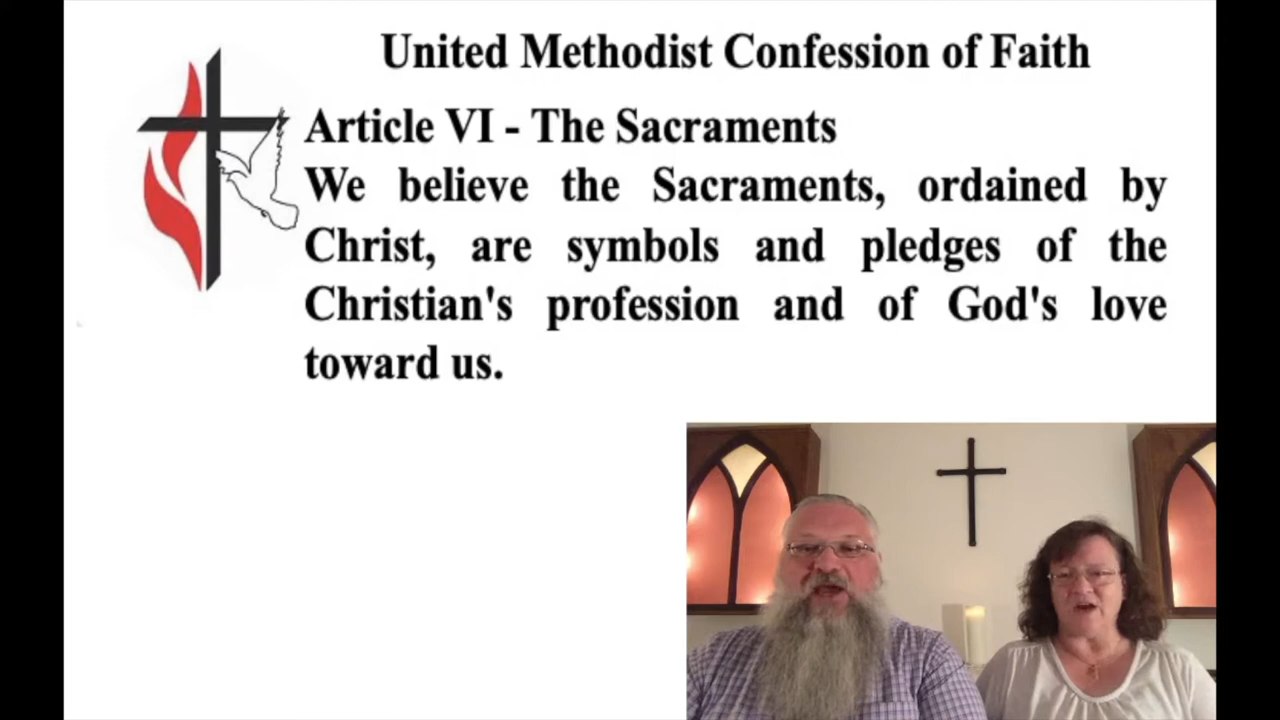 United Methodist Confession of Faith
Article VI - The Sacraments
We believe the Sacraments, ordained by
Christ, are symbols and pledges of the
Christian's profession and of God's love
toward us.